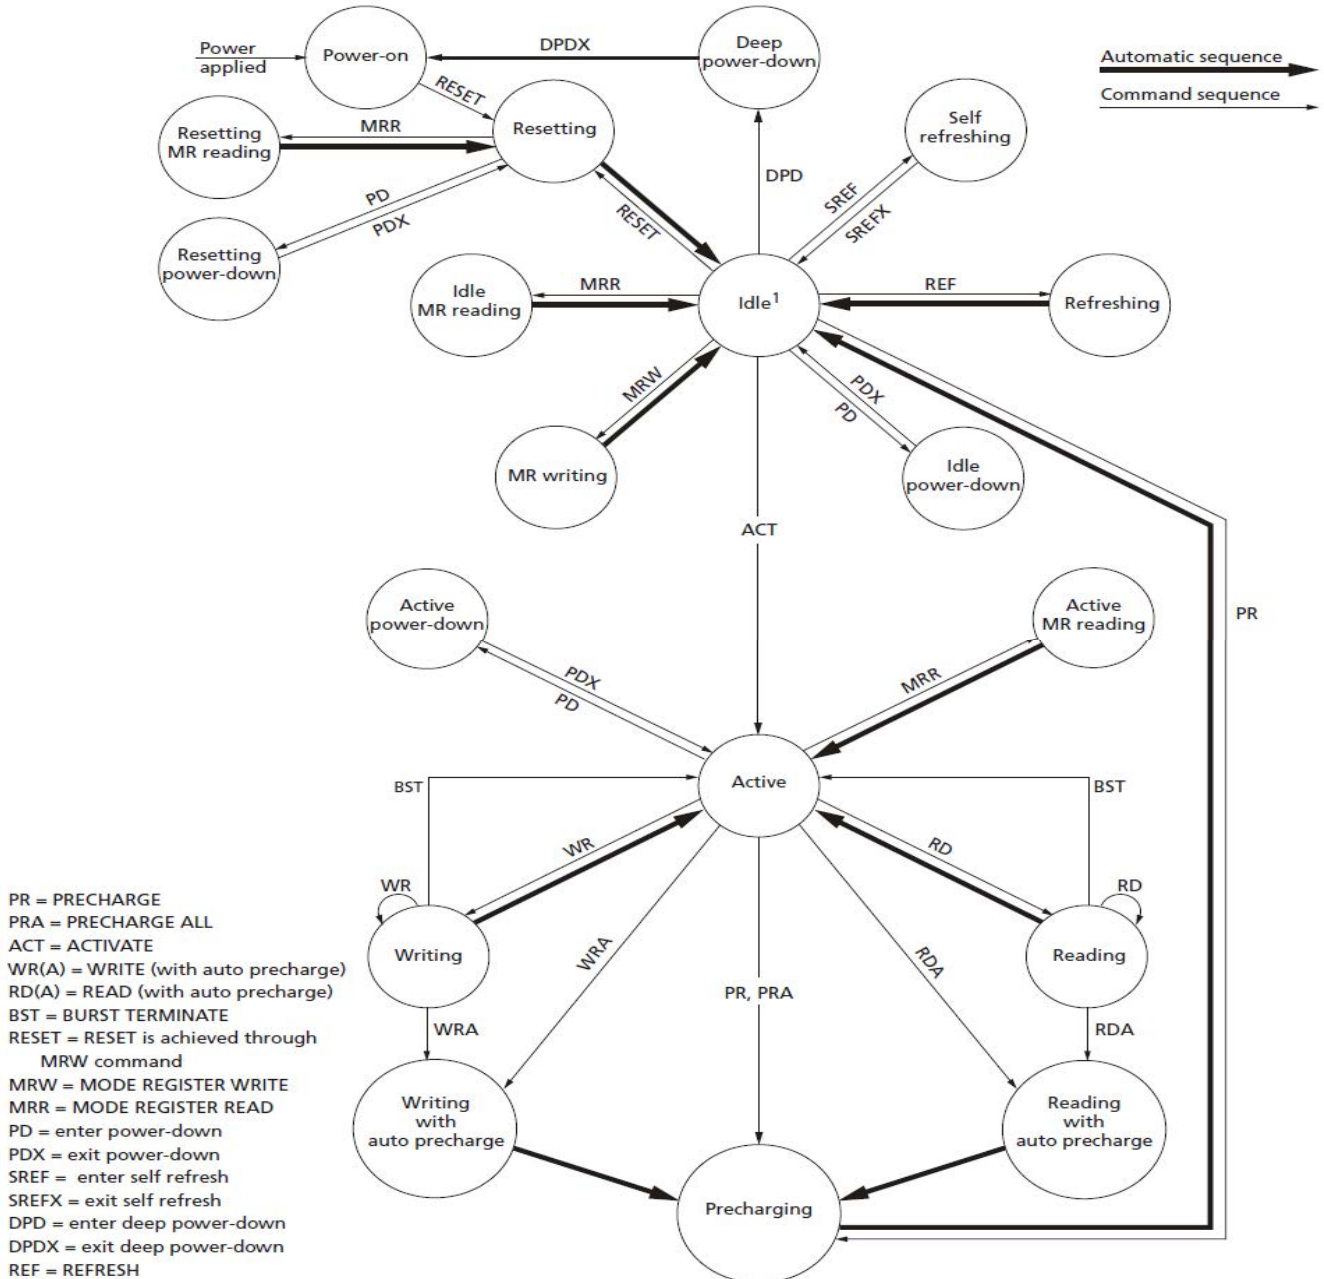 Power
applied
Power-on
DPDX
Deep
power-down
Automatic sequence
Command sequence
RESET
Resetting
MR reading
MRR
Resetting
Self
refreshing
PD
PDX
DPD
SREF
SREFX
RESET
Resetting
power-down
Idle
MR reading
MRR
Idle1
REF
Refreshing
MRW
PDX
PD
MR writing
Idle
power-down
ACT
Active
power-down
Active
MR reading
PR
PDX
PD
MRR
Active
BST
BST
WR
RD
WR
RD
Writing
Reading
WRA
RDA
PR, PRA
WRA
RDA
Writing
with
auto precharge
Reading
with
auto precharge
Precharging
PR = PRECHARGE
PRA = PRECHARGE ALL
ACT = ACTIVATE
WR(A) = WRITE (with auto precharge)
RD(A) = READ (with auto precharge)
BST = BURST TERMINATE
RESET = RESET is achieved through
MRW command
MRW = MODE REGISTER WRITE
MRR = MODE REGISTER READ
PD = enter power-down
PDX = exit power-down
SREF = enter self refresh
SREFX = exit self refresh
DPD = enter deep power-down
DPDX = exit deep power-down
REF = REFRESH